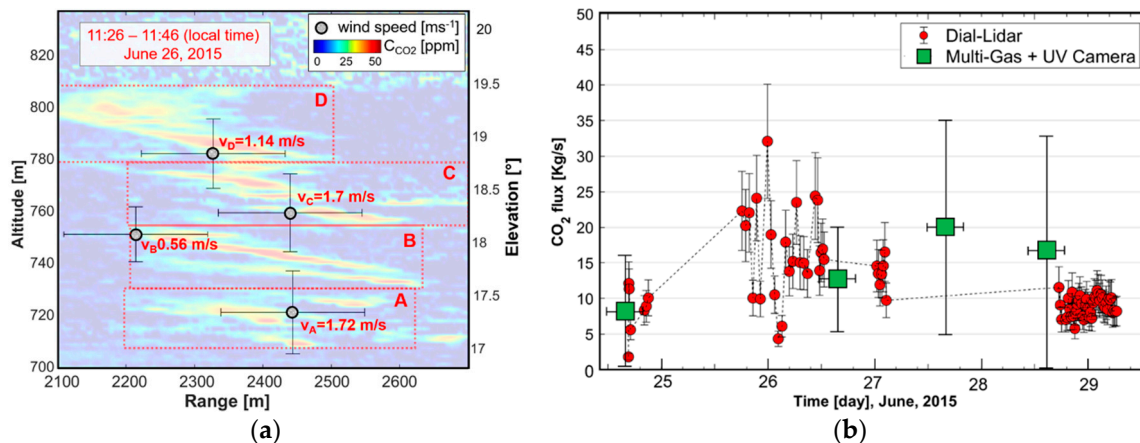 11:26 – 11:46 (local time)
June 26, 2015
wind speed [ms⁻¹]
C_CO2 [ppm]
0 25 50
D
v_D=1.14 m/s
C
v_C=1.7 m/s
B
v_B0.56 m/s
A
v_A=1.72 m/s
Altitude [m]
820
800
780
760
740
720
700
Elevation [°]
20
19.5
19
18.5
18
17.5
17
2100 2200 2300 2400 2500 2600
Range [m]
(a)
Dial-Lidar
Multi-Gas + UV Camera
CO₂ flux [Kg/s]
50
45
40
35
30
25
20
15
10
5
0
25 26 27 28 29
Time [day], June, 2015
(b)